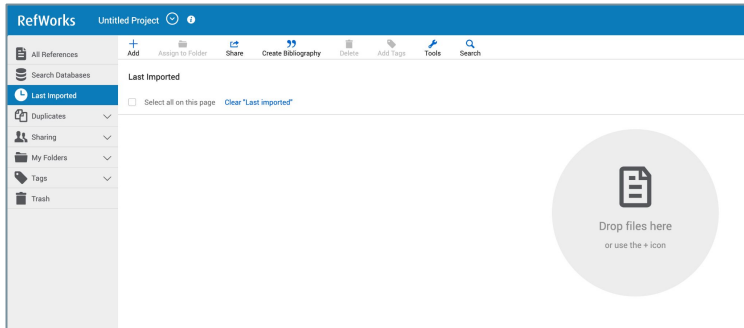 RefWorks Untitled Project
All References
Search Databases
Last Imported
Duplicates
Sharing
My Folders
Tags
Trash
Add Assign to Folder Share Create Bibliography Delete Add Tags Tools Search
Last Imported
Select all on this page Clear "Last imported"
Drop files here
or use the + icon